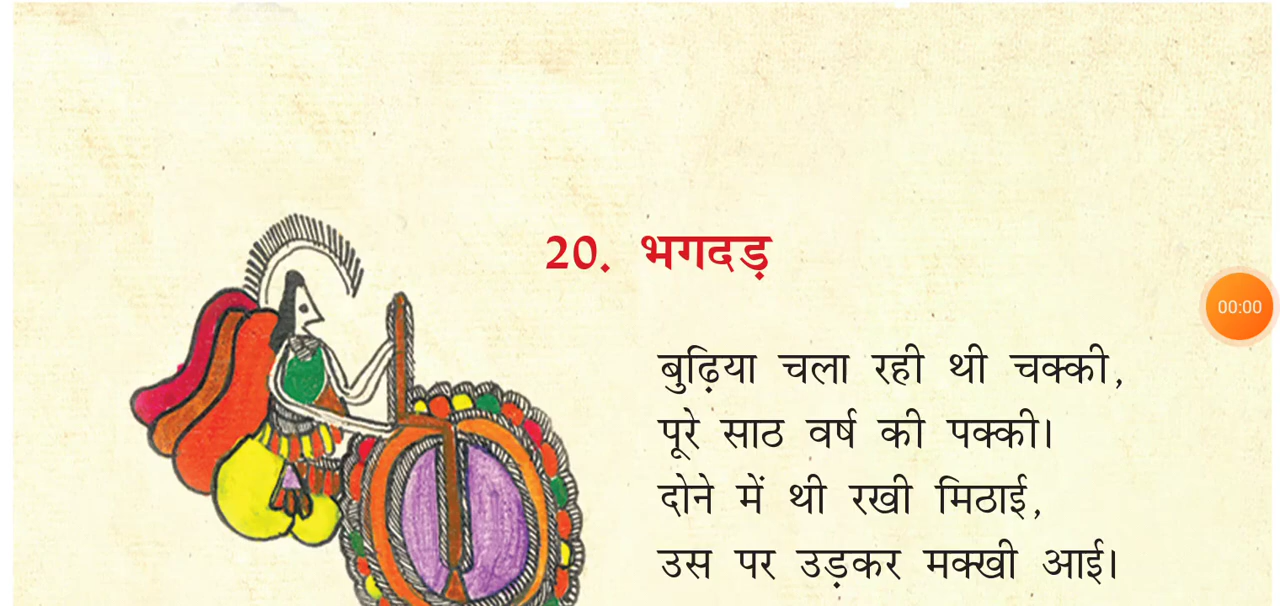 20. भगदड़
00:00
बुढ़िया चला रही थी चक्की,
पूरे साठ वर्ष की पक्की।
दोने में थी रखी मिठाई,
उस पर उड़कर मक्खी आई।